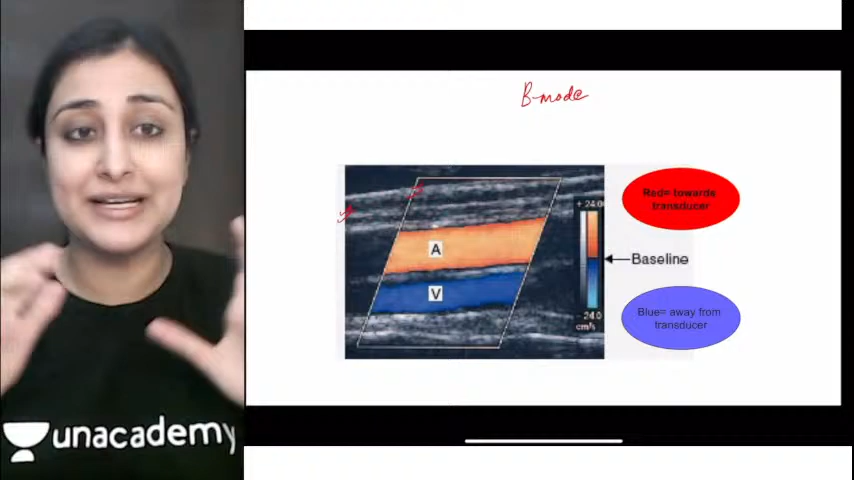 B-mode
Red= towards
transducer
+ 24.0
A
Baseline
V
Blue= away from
transducer
- 24.0
cm/s
unacademy